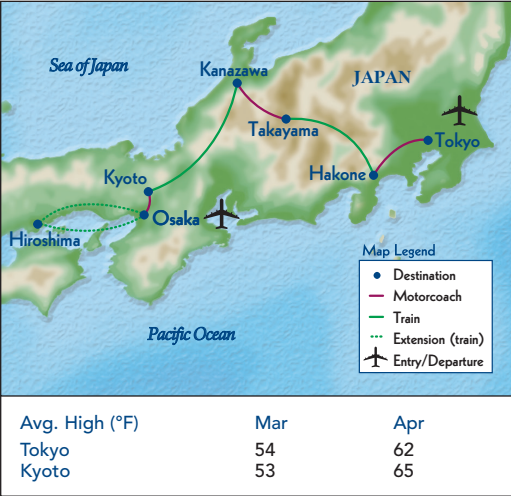 Sea of Japan
Kanazawa
JAPAN
Takayama
Tokyo
Kyoto
Hakone
Osaka
Hiroshima
Map Legend
Destination
Motorcoach
Train
Extension (train)
Entry/Departure
Pacific Ocean
Avg. High (°F) Mar Apr
Tokyo 54 62
Kyoto 53 65